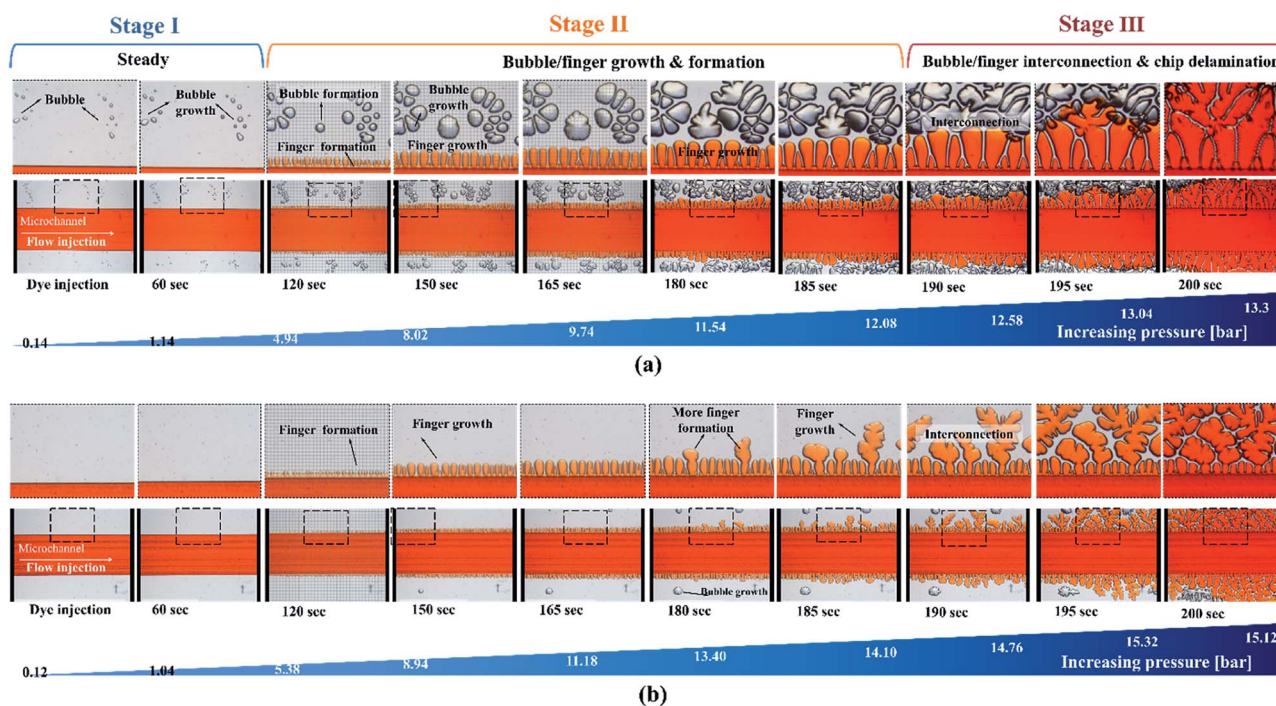 (a)
Stage I
Stage II
Stage III
Steady
Bubble/finger growth & formation
Bubble/finger interconnection & chip delamination
Bubble
Bubble
growth
Bubble formation
Finger formation
Bubble
growth
Finger growth
Finger growth
Interconnection
Microchannel
Flow injection
Dye injection
60 sec
120 sec
150 sec
165 sec
180 sec
185 sec
190 sec
195 sec
200 sec
0.14
1.14
4.94
8.02
9.74
11.54
12.08
12.58
13.04
13.3
Increasing pressure [bar]
(a)
(b)
Finger formation
Finger growth
More finger
formation
Finger
growth
Interconnection
Microchannel
Flow injection
Bubble growth
Dye injection
60 sec
120 sec
150 sec
165 sec
180 sec
185 sec
190 sec
195 sec
200 sec
0.12
1.04
5.38
8.94
11.18
13.40
14.10
14.76
15.32
15.12
Increasing pressure [bar]
(b)